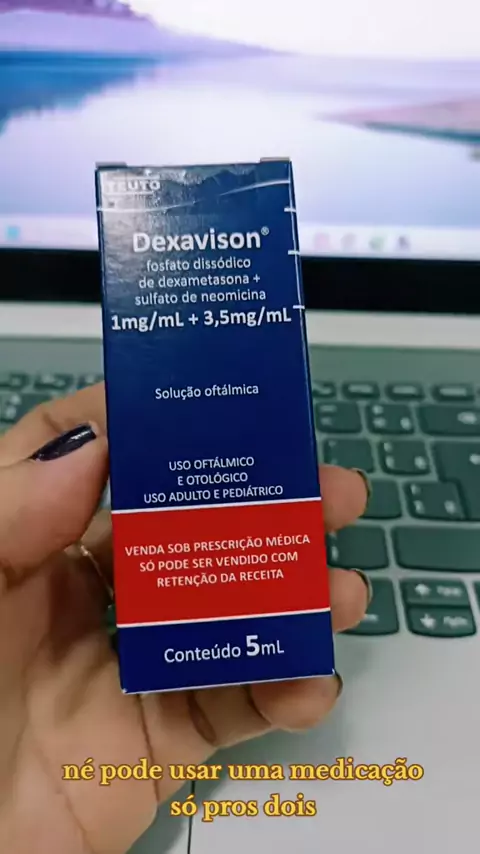 TEUTO
Dexavison®
fosfato dissódico
de dexametasona +
sulfato de neomicina
1mg/mL + 3,5mg/mL
Solução oftálmica
USO OFTÁLMICO
E OTOLÓGICO
USO ADULTO E PEDIÁTRICO
VENDA SOB PRESCRIÇÃO MÉDICA
SÓ PODE SER VENDIDO COM
RETENÇÃO DA RECEITA
Conteúdo 5mL
né pode usar uma medicação
só pros dois